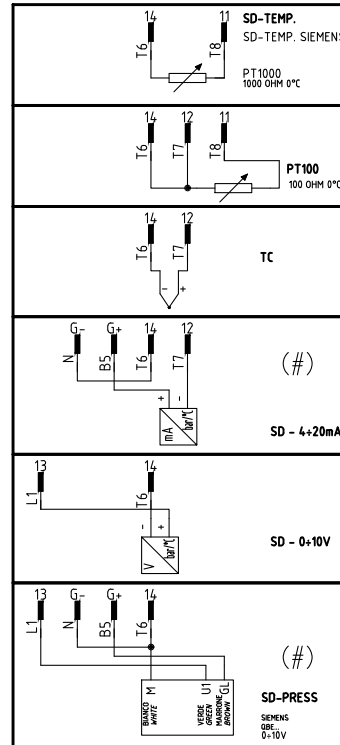 14 11 SD-TEMP.
SD-TEMP. SIEMENS
T6 T8
PT1000
1000 OHM 0°C
14 12 11
T6 T7 T8
PT100
100 OHM 0°C
14 12
T6 T7
TC
- +
G- G+ 14 12
N B5 T6 T7
(#)
+ -
mA bar/°C
SD - 4÷20mA
13 14
L1 T6
- +
V bar/°C
SD - 0÷10V
13 G- G+ 14
L1 N B5 T6
(#)
M U1 GL
BIANCO WHITE VERDE GREEN MARRONE BROWN
SD-PRESS
SIEMENS
QBE..
0÷10V